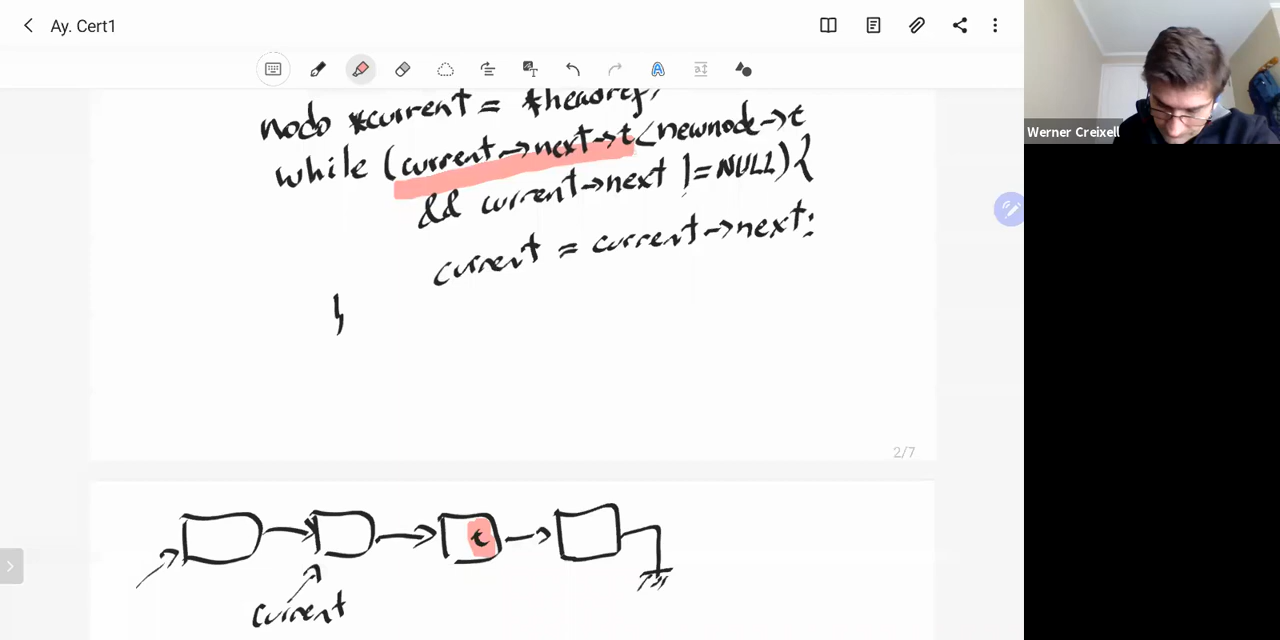 Ay. Cert1
Werner Creixell
nodo *current = *headref;
while (current->next->t < newnode->t
&& current->next != NULL) {
current = current->next;
}
2/7
t
current